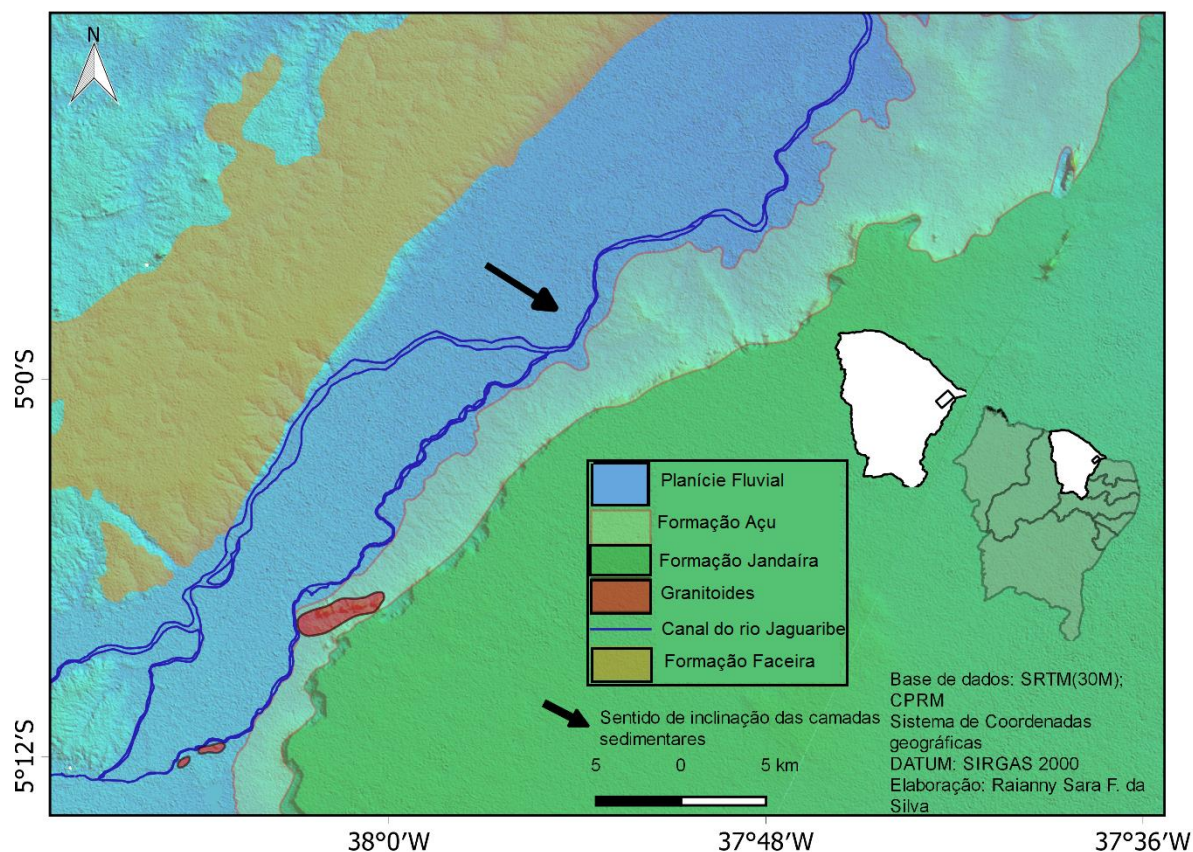 N
5°0′S
5°12′S
38°0′W
37°48′W
37°36′W
Planície Fluvial
Formação Açu
Formação Jandaíra
Granitoides
Canal do rio Jaguaribe
Formação Faceira
Sentido de inclinação das camadas
sedimentares
5 0 5 km
Base de dados: SRTM(30M);
CPRM
Sistema de Coordenadas
geográficas
DATUM: SIRGAS 2000
Elaboração: Raianny Sara F. da
Silva